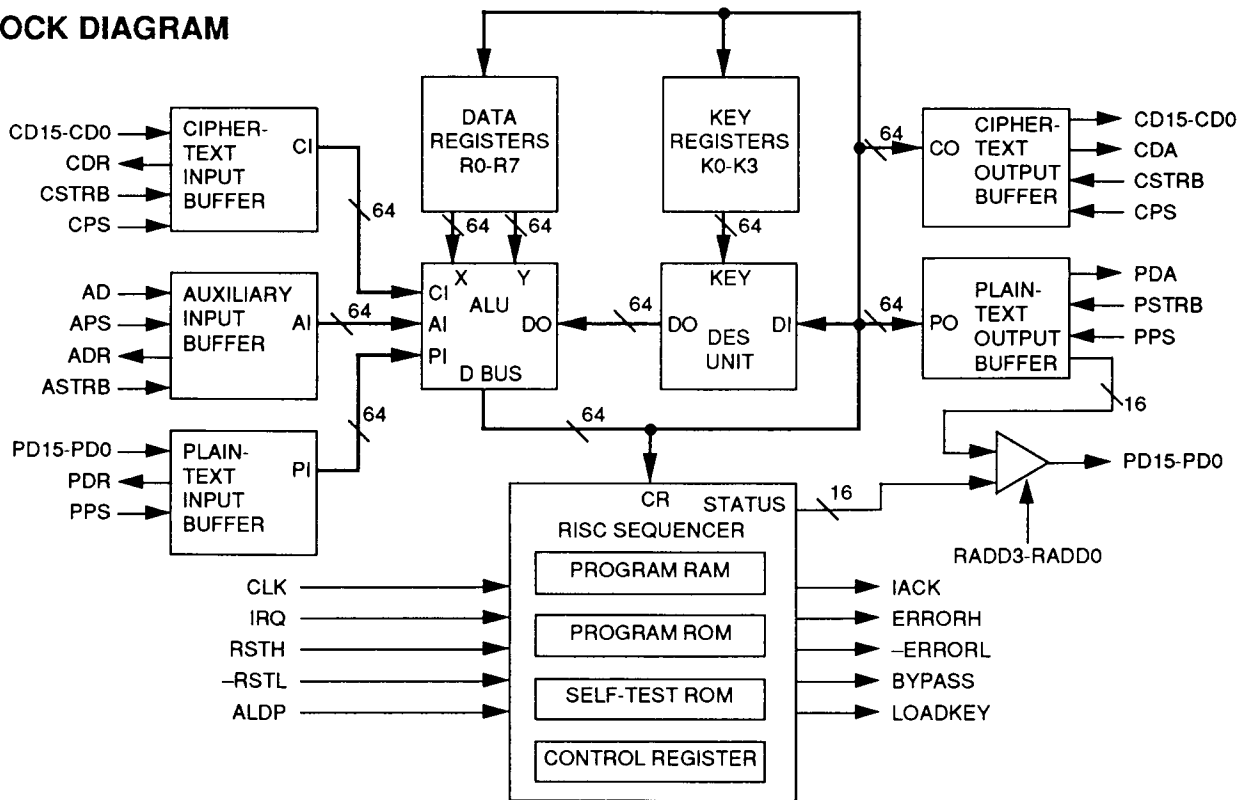 OCK DIAGRAM
CD15-CD0
CDR
CSTRB
CPS
CIPHER-
TEXT
INPUT
BUFFER
CI
64
AD
APS
ADR
ASTRB
AUXILIARY
INPUT
BUFFER
AI
64
PD15-PD0
PDR
PPS
PLAIN-
TEXT
INPUT
BUFFER
PI
64
DATA
REGISTERS
R0-R7
64
64
KEY
REGISTERS
K0-K3
64
X
Y
CI
ALU
AI
DO
PI
D BUS
64
KEY
DO
DI
DES
UNIT
64
64
CO
CIPHER-
TEXT
OUTPUT
BUFFER
CD15-CD0
CDA
CSTRB
CPS
64
PO
PLAIN-
TEXT
OUTPUT
BUFFER
PDA
PSTRB
PPS
16
PD15-PD0
RADD3-RADD0
CR
STATUS
16
RISC SEQUENCER
PROGRAM RAM
PROGRAM ROM
SELF-TEST ROM
CONTROL REGISTER
CLK
IRQ
RSTH
–RSTL
ALDP
IACK
ERRORH
–ERRORL
BYPASS
LOADKEY